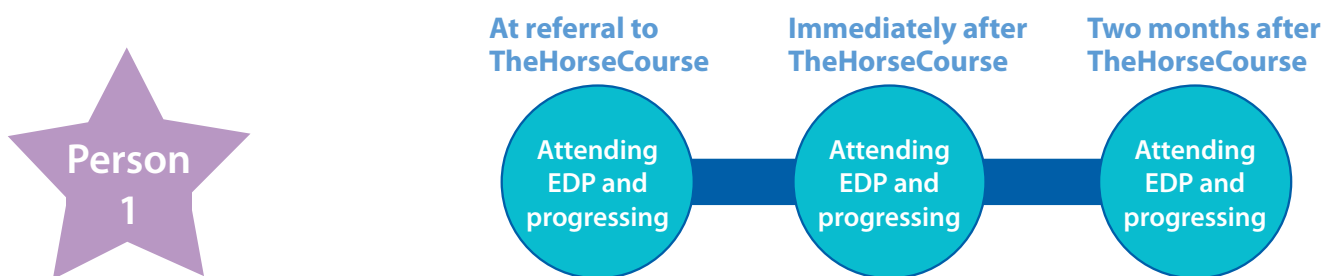 At referral to
TheHorseCourse
Immediately after
TheHorseCourse
Two months after
TheHorseCourse
Person
1
Attending
EDP and
progressing
Attending
EDP and
progressing
Attending
EDP and
progressing